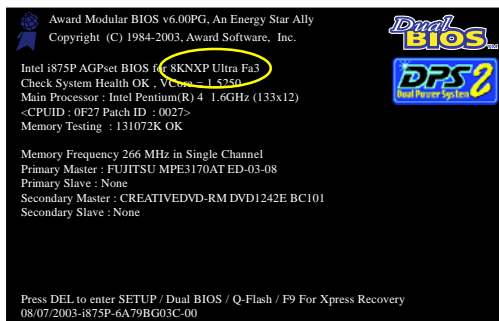 Award Modular BIOS v6.00PG, An Energy Star Ally
Copyright (C) 1984-2003, Award Software, Inc.
Dual
BIOS
TM
Intel i875P AGPset BIOS for 8KNXP Ultra Fa3
Check System Health OK , VCore = 1.5250
Main Processor : Intel Pentium(R) 4 1.6GHz (133x12)
<CPUID : 0F27 Patch ID : 0027>
Memory Testing : 131072K OK
DPS2
Dual Power System
Memory Frequency 266 MHz in Single Channel
Primary Master : FUJITSU MPE3170AT ED-03-08
Primary Slave : None
Secondary Master : CREATIVEDVD-RM DVD1242E BC101
Secondary Slave : None
Press DEL to enter SETUP / Dual BIOS / Q-Flash / F9 For Xpress Recovery
08/07/2003-i875P-6A79BG03C-00